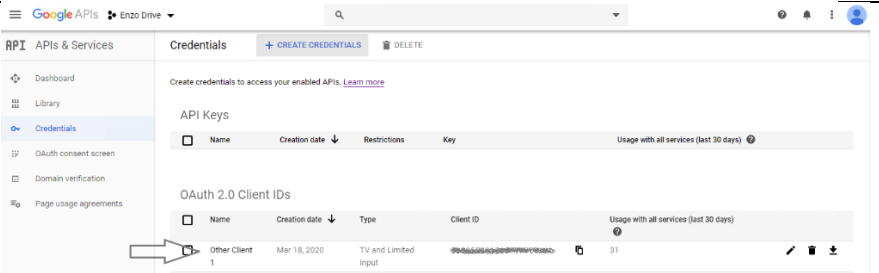 Google APIs Enzo Drive
API APIs & Services
Credentials + CREATE CREDENTIALS DELETE
Dashboard
Library
Credentials
OAuth consent screen
Domain verification
Page usage agreements
Create credentials to access your enabled APIs. Learn more
API Keys
Name Creation date Restrictions Key Usage with all services (last 30 days)
OAuth 2.0 Client IDs
Name Creation date Type Client ID Usage with all services (last 30 days)
Other Client Mar 18, 2020 TV and Limited 31
1 Input